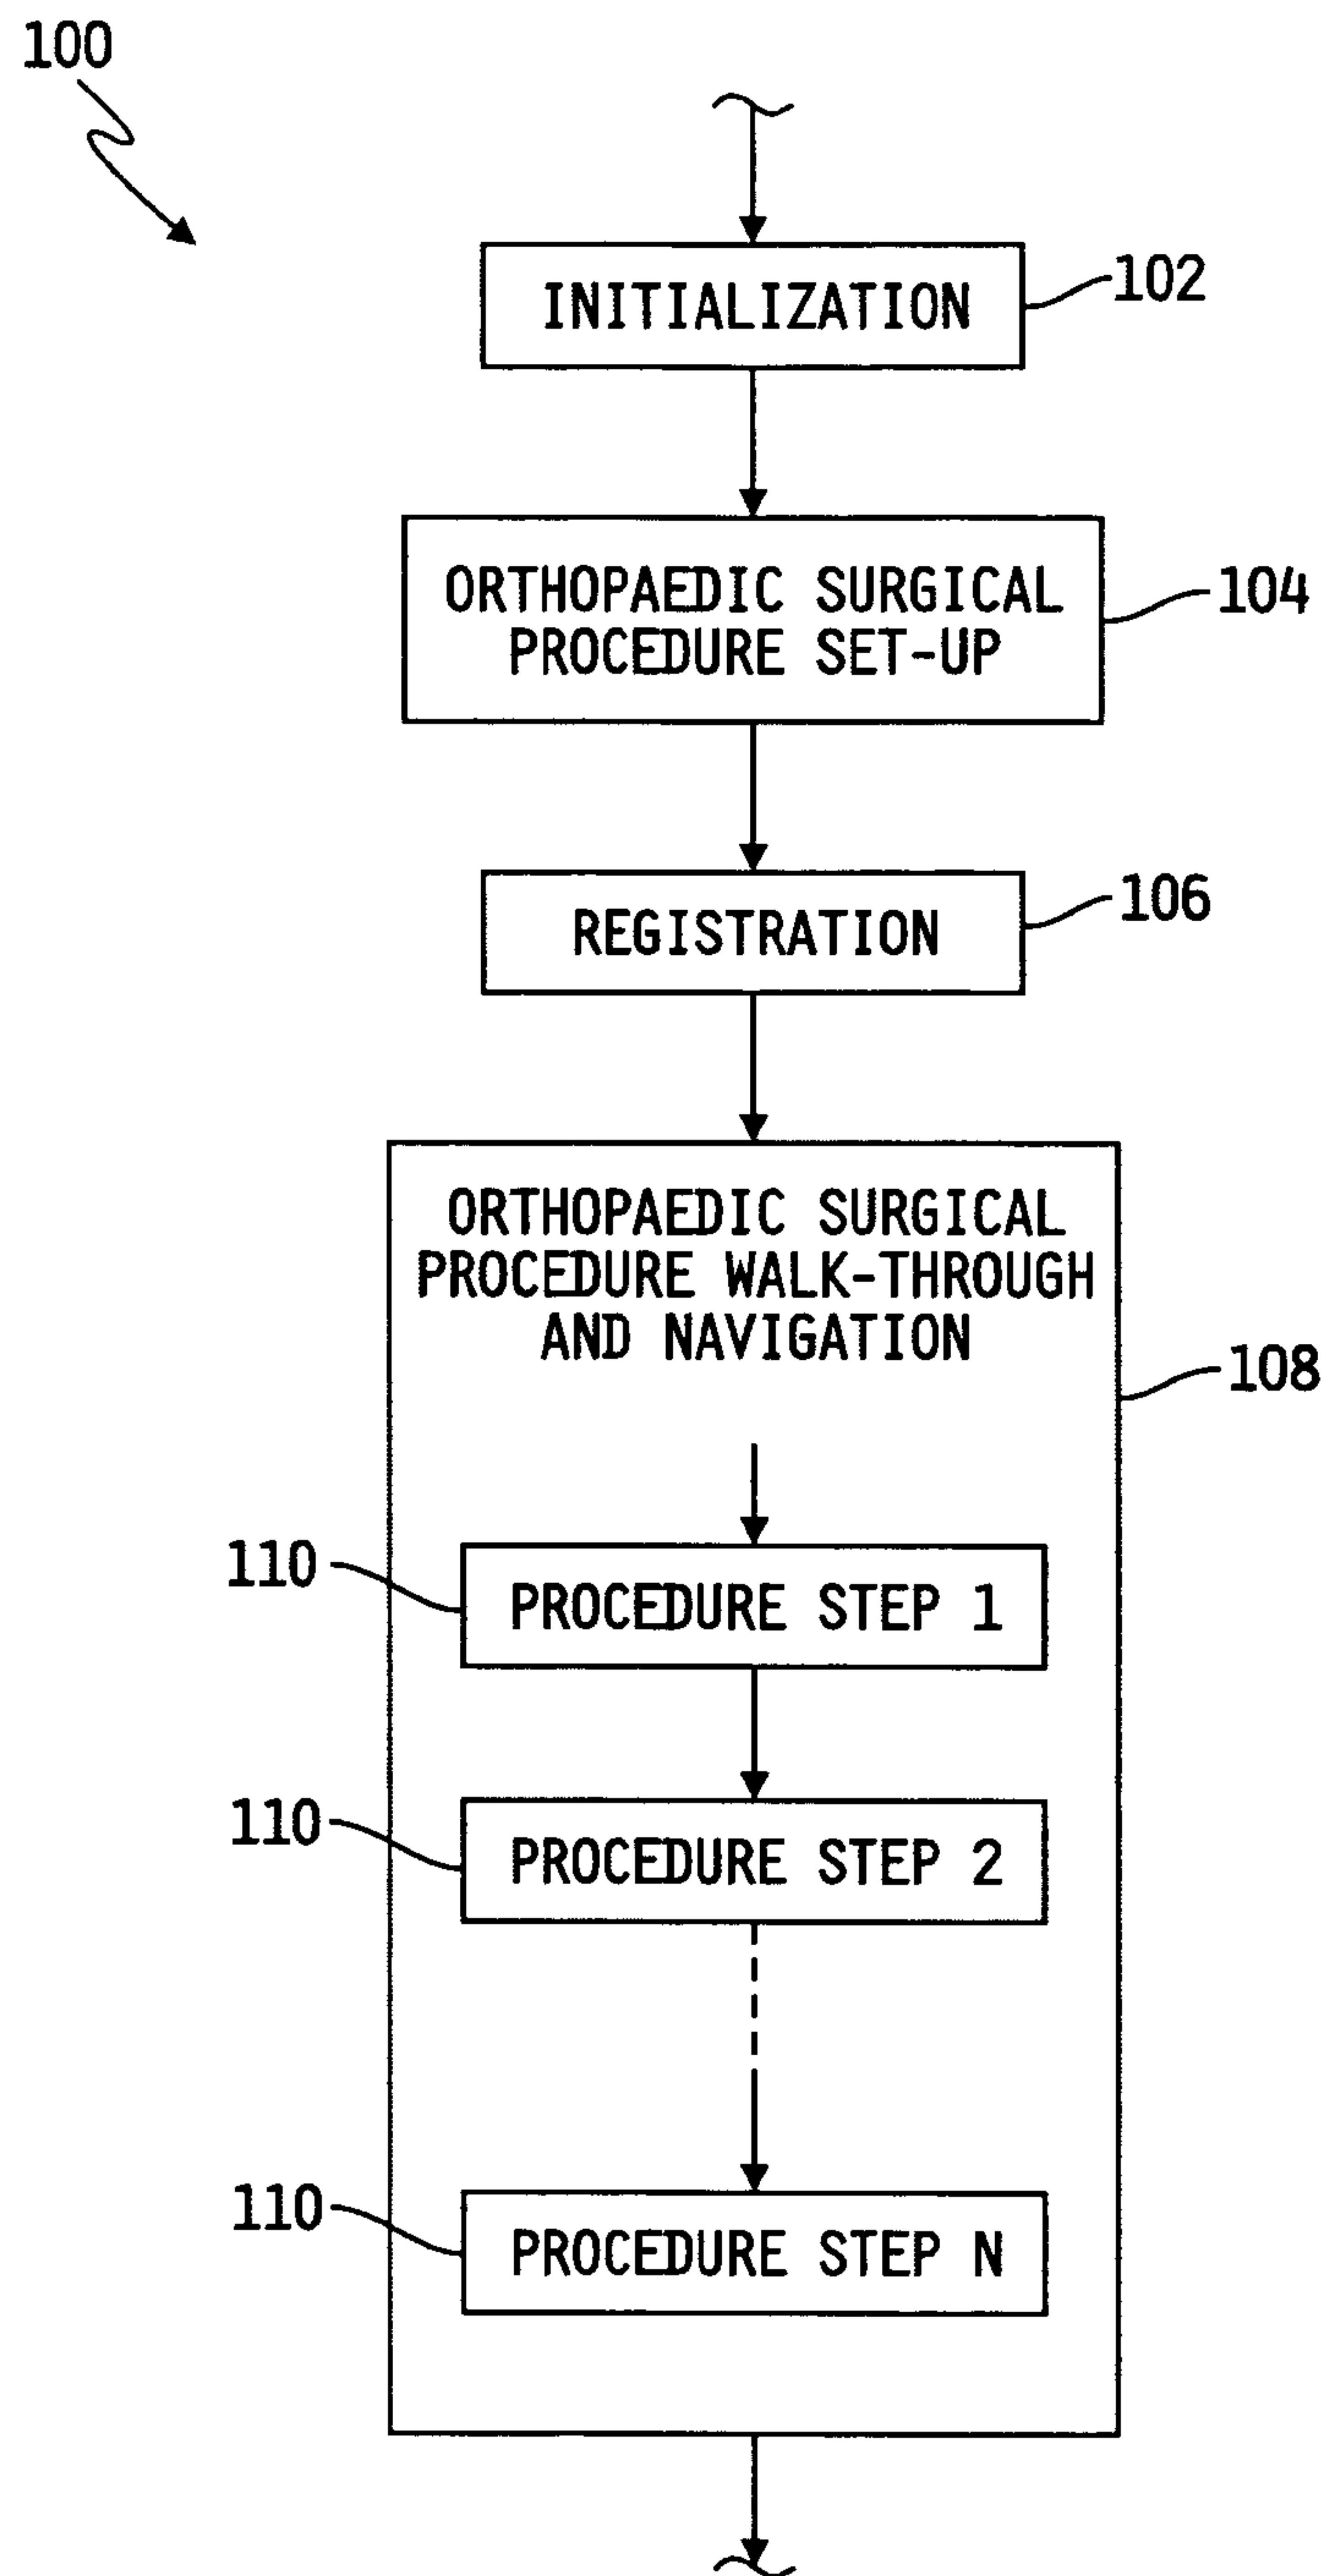 100
INITIALIZATION
102
ORTHOPAEDIC SURGICAL
PROCEDURE SET-UP
104
REGISTRATION
106
ORTHOPAEDIC SURGICAL
PROCEDURE WALK-THROUGH
AND NAVIGATION
108
110
PROCEDURE STEP 1
110
PROCEDURE STEP 2
110
PROCEDURE STEP N